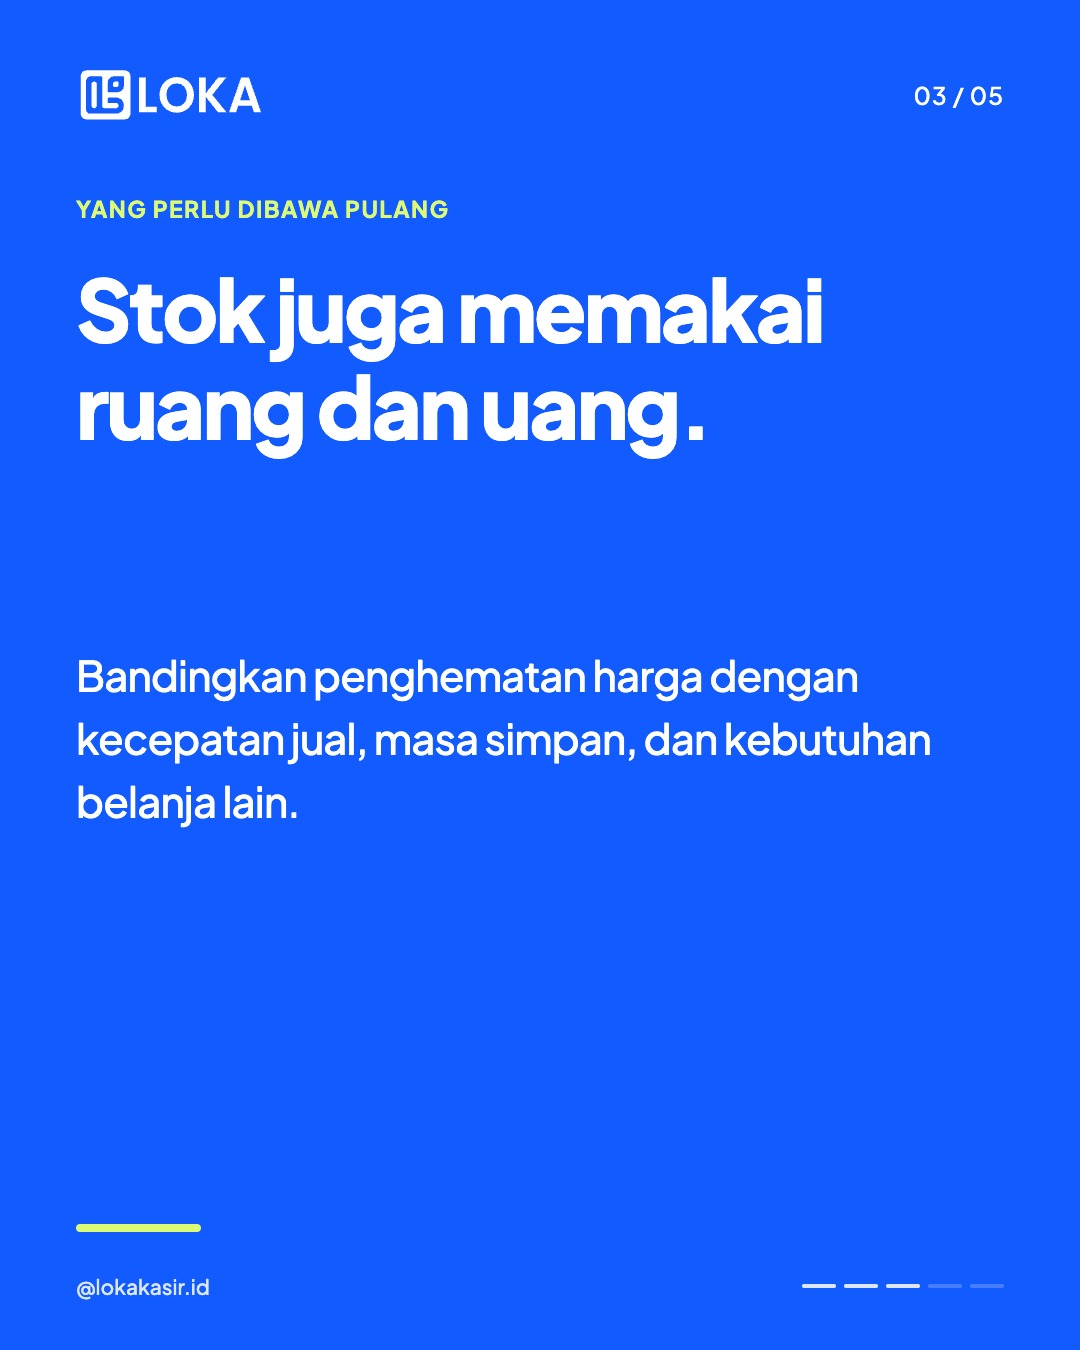 LOKA
03 / 05
YANG PERLU DIBAWA PULANG
Stok juga memakai
ruang dan uang.
Bandingkan penghematan harga dengan
kecepatan jual, masa simpan, dan kebutuhan
belanja lain.
@lokakasir.id